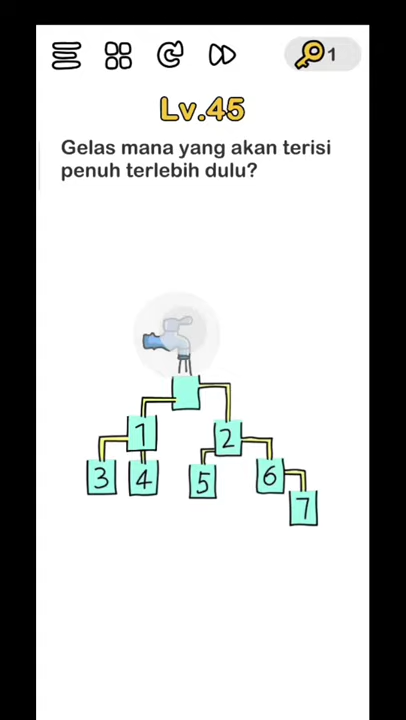 1
Lv.45
Gelas mana yang akan terisi
penuh terlebih dulu?
1
2
3
4
5
6
7